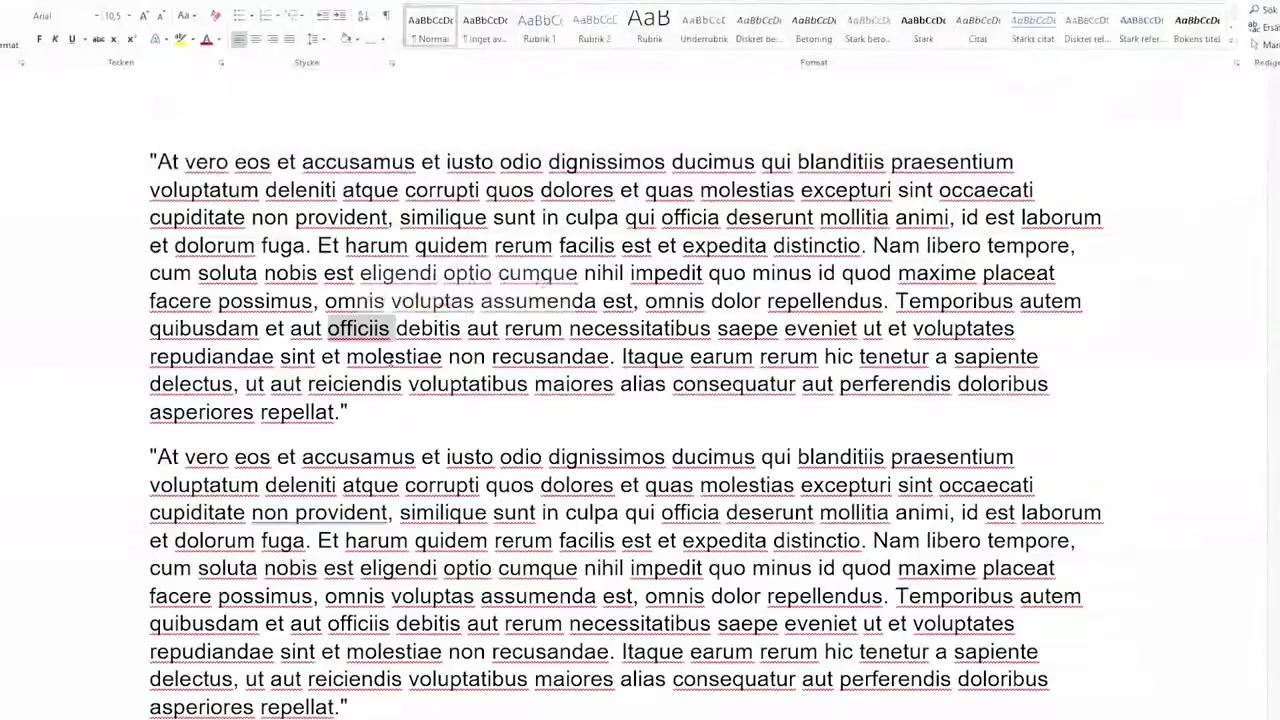 Arial 10,5 Aa
F K U abc x, x
AaBbCcDc AaBbCcDc AaBbCc AaBbCcC AaB AaBbCcC AaBbCcDc AaBbCcDc AaBbCcDc AaBbCcDc AaBbCcDc AaBbCcDc AaBbCcDc AaBbCcDc AaBbCcDc
¶ Normal ¶ Inget av... Rubrik 1 Rubrik 2 Rubrik Underrubrik Diskret be... Betoning Stark beto... Stark Citat Starkt citat Diskret ref... Stark refer... Bokens titel
Sök
Ersä
Mar
rmat
Tecken Stycke Format Redige
"At vero eos et accusamus et iusto odio dignissimos ducimus qui blanditiis praesentium
voluptatum deleniti atque corrupti quos dolores et quas molestias excepturi sint occaecati
cupiditate non provident, similique sunt in culpa qui officia deserunt mollitia animi, id est laborum
et dolorum fuga. Et harum quidem rerum facilis est et expedita distinctio. Nam libero tempore,
cum soluta nobis est eligendi optio cumque nihil impedit quo minus id quod maxime placeat
facere possimus, omnis voluptas assumenda est, omnis dolor repellendus. Temporibus autem
quibusdam et aut officiis debitis aut rerum necessitatibus saepe eveniet ut et voluptates
repudiandae sint et molestiae non recusandae. Itaque earum rerum hic tenetur a sapiente
delectus, ut aut reiciendis voluptatibus maiores alias consequatur aut perferendis doloribus
asperiores repellat."
"At vero eos et accusamus et iusto odio dignissimos ducimus qui blanditiis praesentium
voluptatum deleniti atque corrupti quos dolores et quas molestias excepturi sint occaecati
cupiditate non provident, similique sunt in culpa qui officia deserunt mollitia animi, id est laborum
et dolorum fuga. Et harum quidem rerum facilis est et expedita distinctio. Nam libero tempore,
cum soluta nobis est eligendi optio cumque nihil impedit quo minus id quod maxime placeat
facere possimus, omnis voluptas assumenda est, omnis dolor repellendus. Temporibus autem
quibusdam et aut officiis debitis aut rerum necessitatibus saepe eveniet ut et voluptates
repudiandae sint et molestiae non recusandae. Itaque earum rerum hic tenetur a sapiente
delectus, ut aut reiciendis voluptatibus maiores alias consequatur aut perferendis doloribus
asperiores repellat."